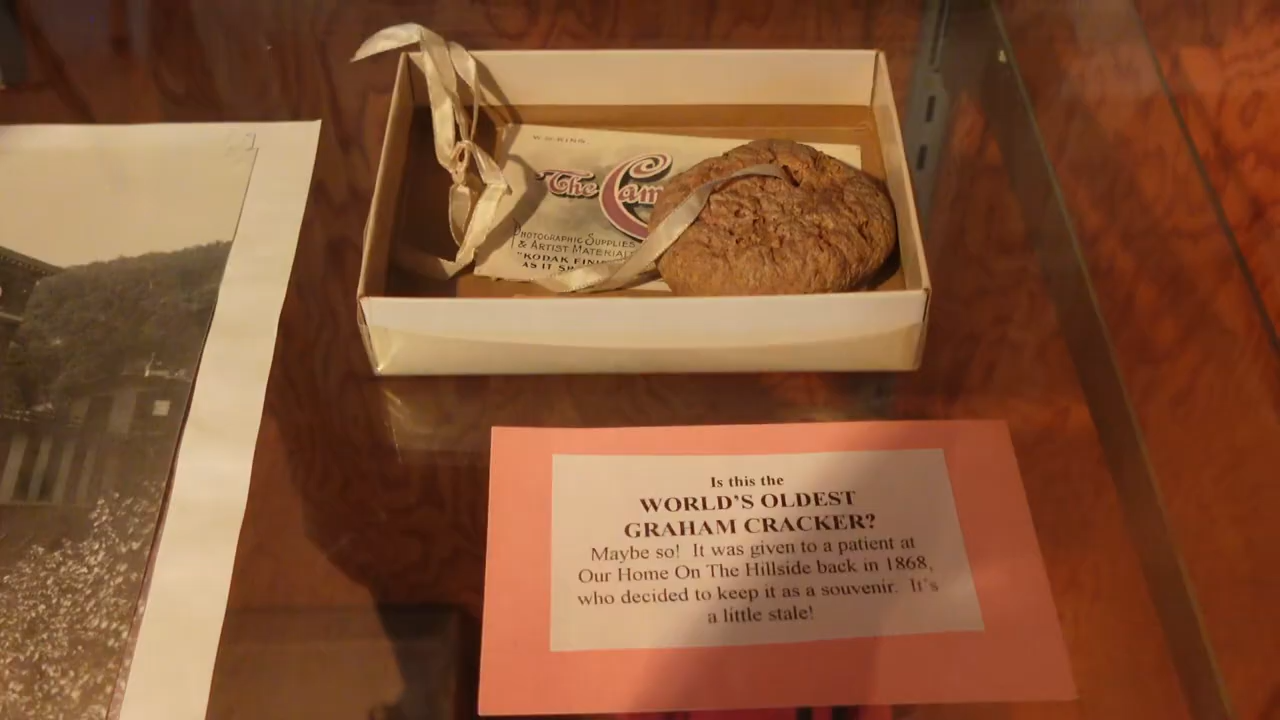 W. W. KING
The Cam
PHOTOGRAPHIC SUPPLIES
& ARTIST MATERIAL
"KODAK FINI
AS IT
Is this the
WORLD'S OLDEST
GRAHAM CRACKER?
Maybe so! It was given to a patient at
Our Home On The Hillside back in 1868,
who decided to keep it as a souvenir. It's
a little stale!